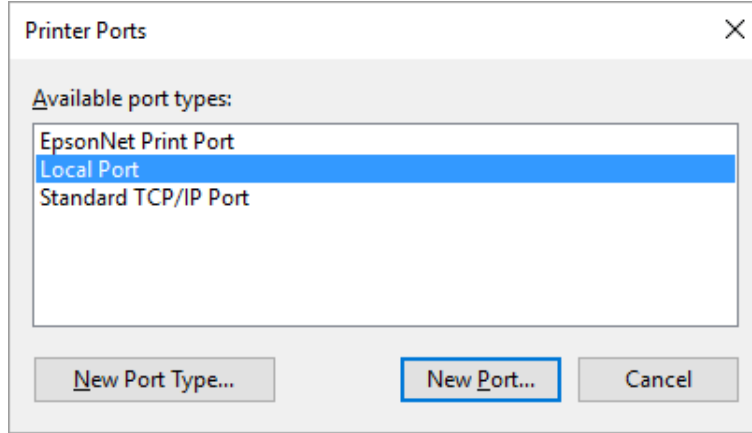 Printer Ports
Available port types:
EpsonNet Print Port
Local Port
Standard TCP/IP Port
New Port Type... New Port... Cancel